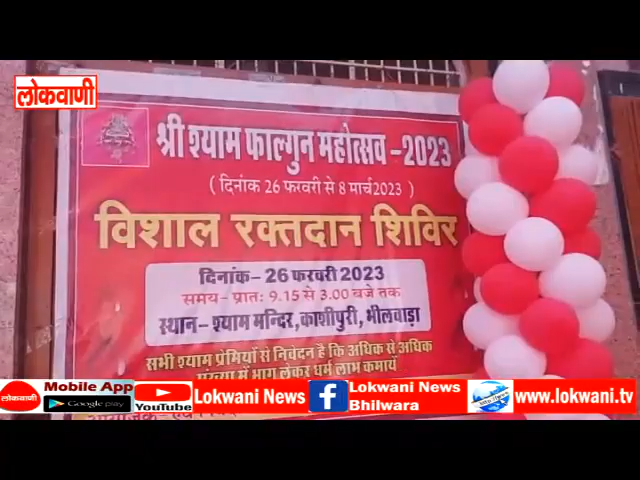 लोकवाणी
श्री श्याम फाल्गुन महोत्सव -2023
( दिनांक 26 फरवरी से 8 मार्च 2023 )
विशाल रक्तदान शिविर
दिनांक- 26 फरवरी 2023
समय- प्रातः 9.15 से 3.00 बजे तक
स्थान- श्याम मन्दिर, काशीपुरी, भीलवाड़ा
सभी श्याम प्रेमियों से निवेदन है कि अधिक से अधिक
संख्या में भाग लेकर धर्म लाभ कमायें
लोकवाणी Mobile App Google play YouTube Lokwani News Lokwani News Bhilwara www.lokwani.tv